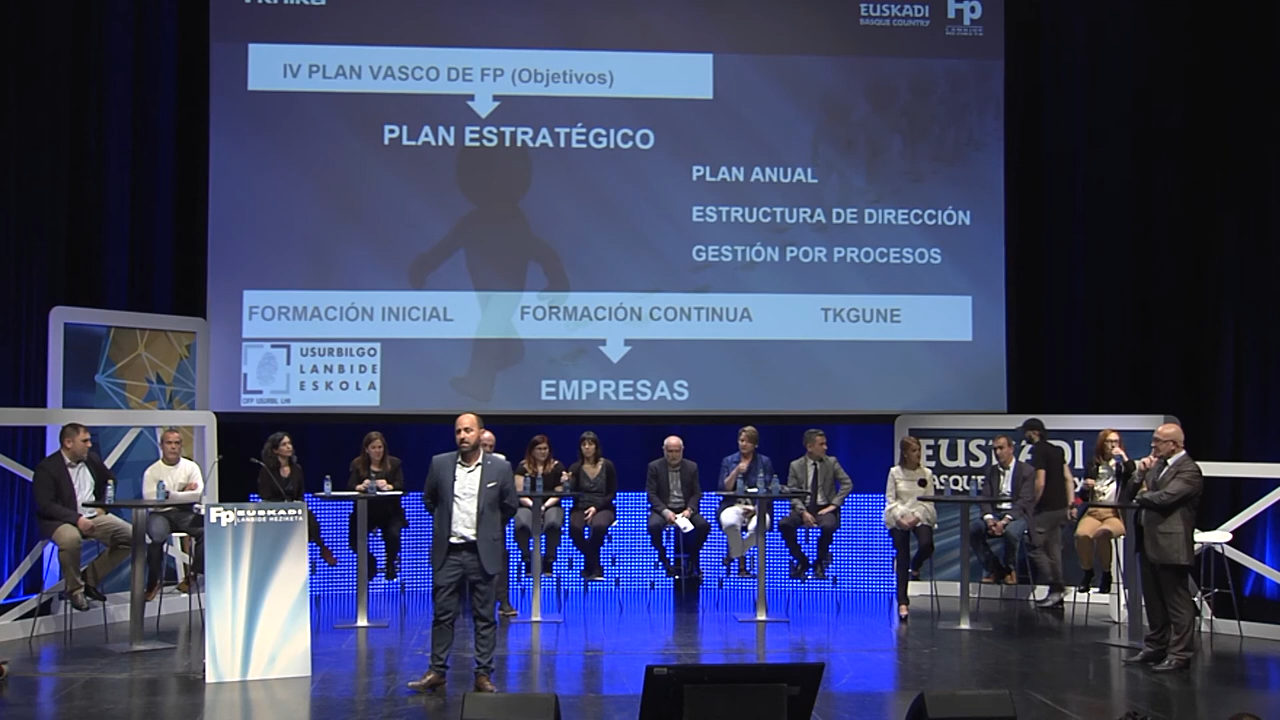 EUSKADI
BASQUE COUNTRY
Fp
IV PLAN VASCO DE FP (Objetivos)
PLAN ESTRATÉGICO
PLAN ANUAL
ESTRUCTURA DE DIRECCIÓN
GESTIÓN POR PROCESOS
FORMACIÓN INICIAL
FORMACIÓN CONTINUA
TKGUNE
USURBILGO
LANBIDE
ESKOLA
EMPRESAS
EUSKADI
Fp EUSKADI
LANBIDE HEZIKETA